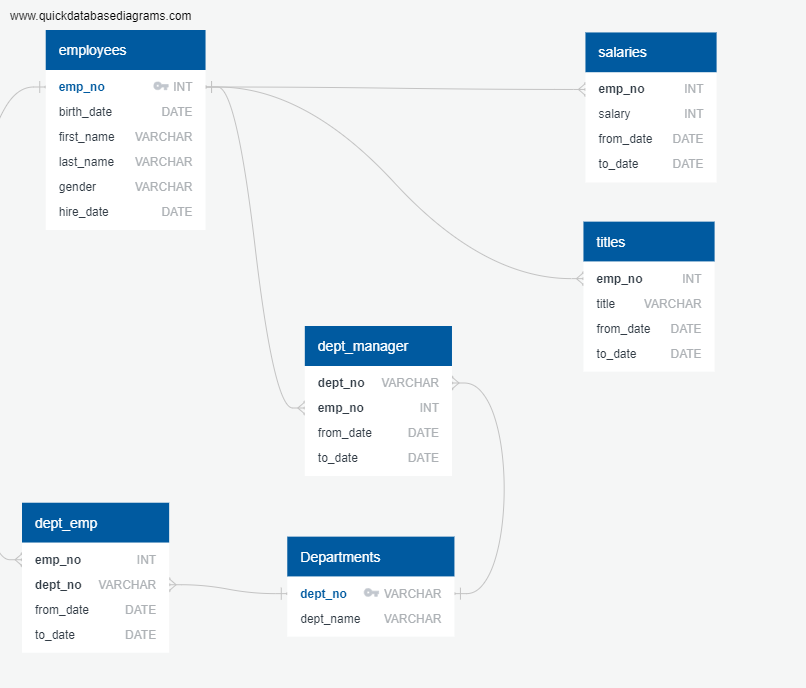 www.quickdatabasediagrams.com
employees
emp_no INT
birth_date DATE
first_name VARCHAR
last_name VARCHAR
gender VARCHAR
hire_date DATE
salaries
emp_no INT
salary INT
from_date DATE
to_date DATE
titles
emp_no INT
title VARCHAR
from_date DATE
to_date DATE
dept_manager
dept_no VARCHAR
emp_no INT
from_date DATE
to_date DATE
dept_emp
emp_no INT
dept_no VARCHAR
from_date DATE
to_date DATE
Departments
dept_no VARCHAR
dept_name VARCHAR